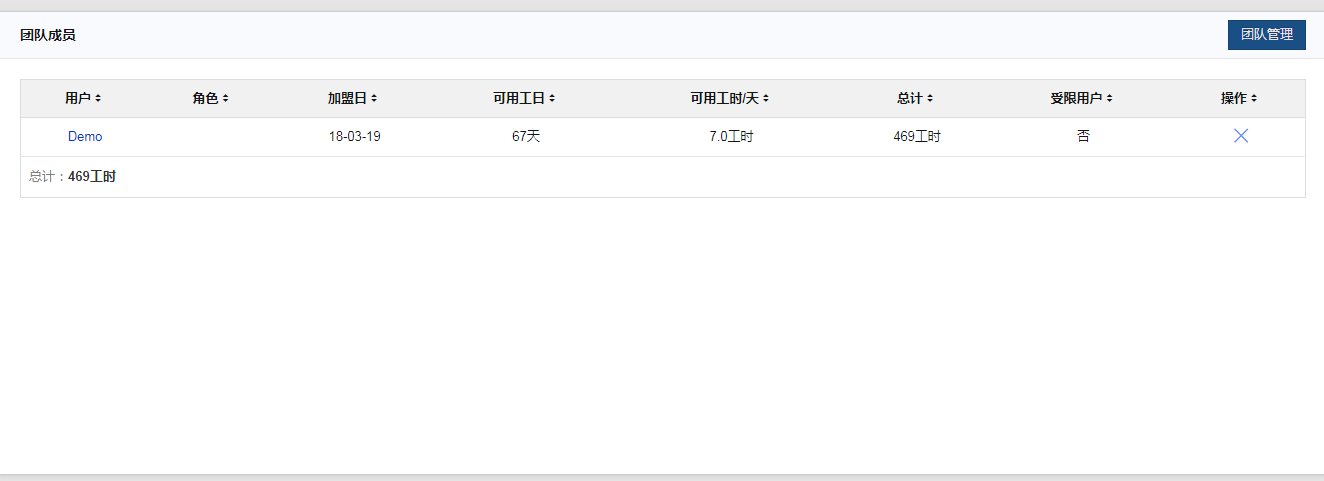 团队成员 团队管理
用户 角色 加盟日 可用工日 可用工时/天 总计 受限用户 操作
Demo 18-03-19 67天 7.0工时 469工时 否
总计：469工时